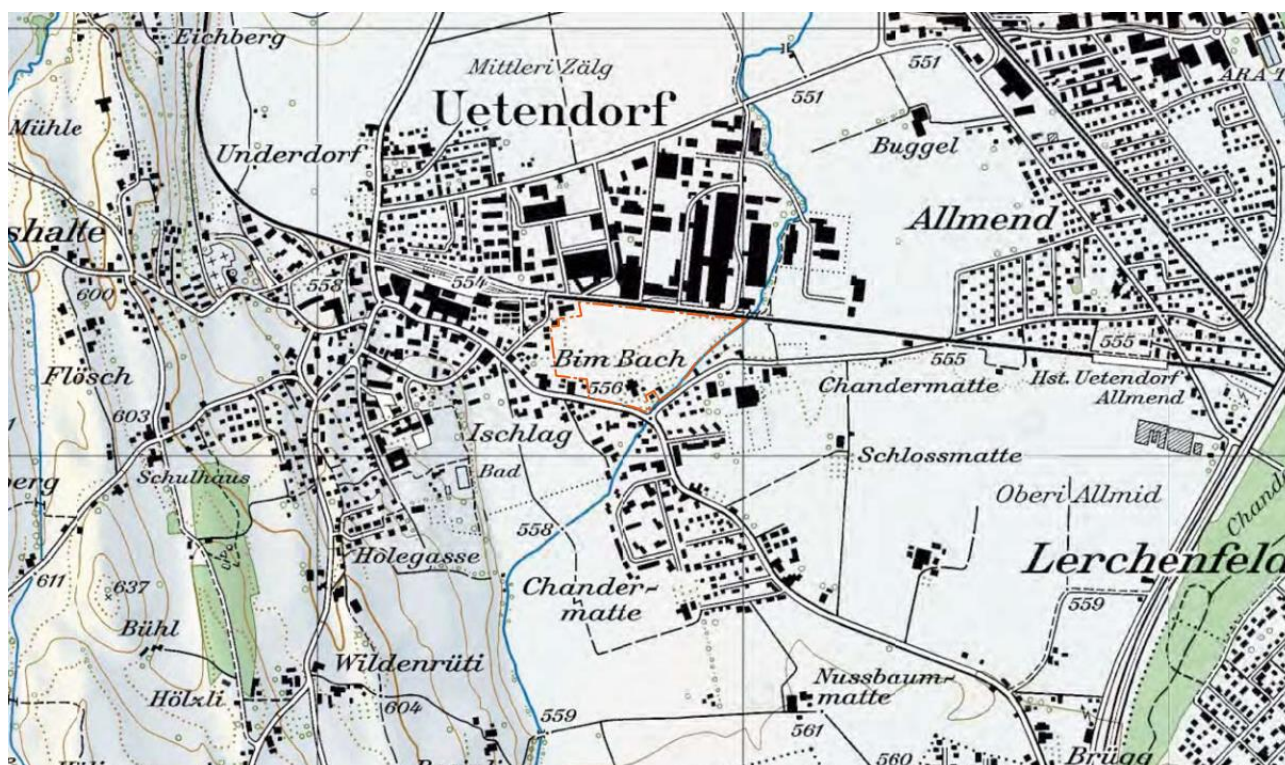 Eichberg
Mittleri Zälg
551
551
ARA
Uetendorf
Mühle
Underdorf
Buggel
Allmend
shalte
600
558
554
Flösch
Bim Bach
556
555
555
Chandermatte
Hst. Uetendorf
Allmend
603
Ischlag
Schulhaus
Bad
Schlossmatte
berg
Oberi Allmid
Chand
558
Hölegasse
Lerchenfeld
611
637
Chander-
matte
559
Bühl
Wildenrüti
Hölzli
604
Nussbaum-
matte
559
561
560
Brügg